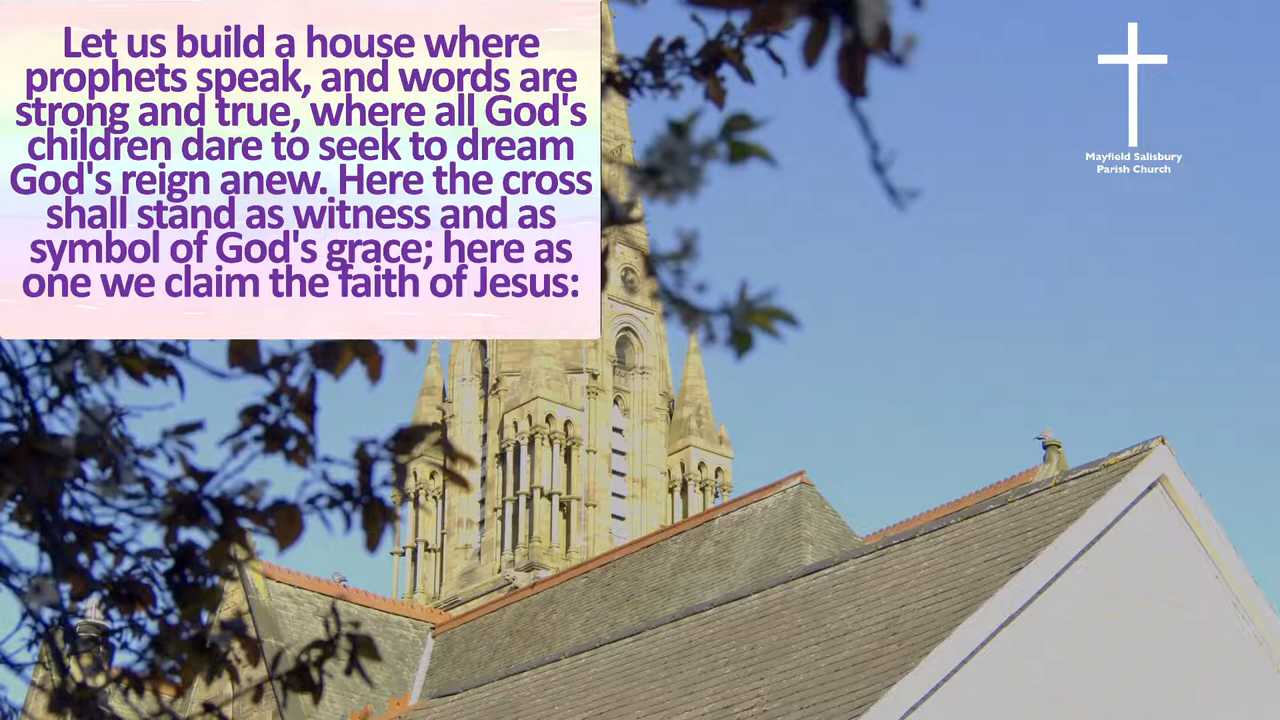 Let us build a house where
prophets speak, and words are
strong and true, where all God's
children dare to seek to dream
God's reign anew. Here the cross
shall stand as witness and as
symbol of God's grace; here as
one we claim the faith of Jesus:
Mayfield Salisbury
Parish Church